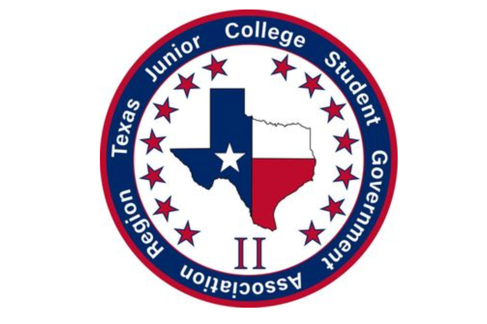 Texas Junior College Student Government Association Region
II